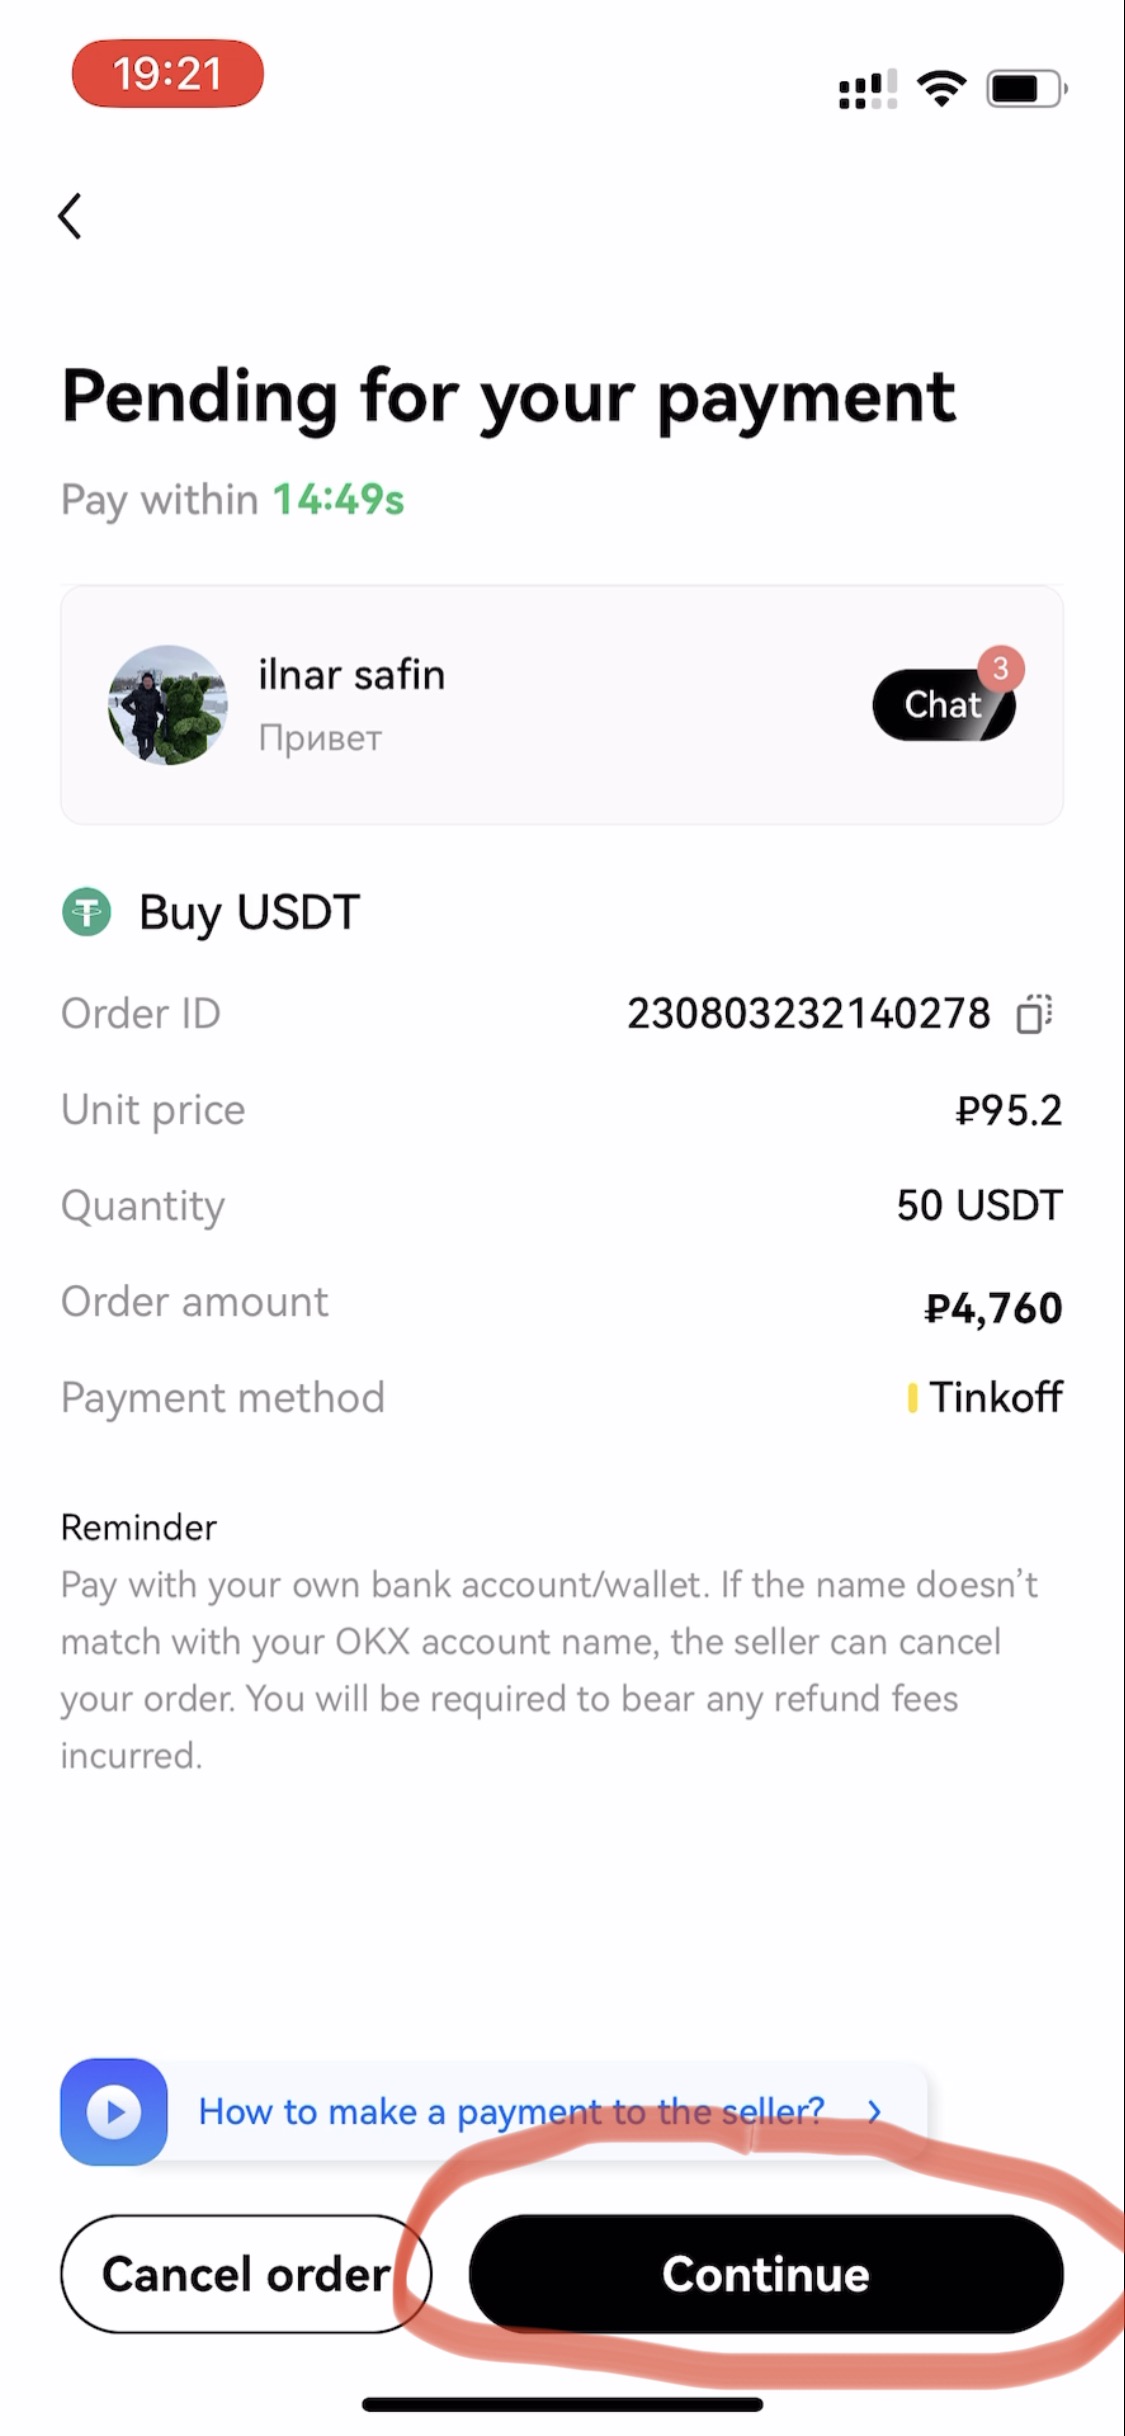 19:21
Pending for your payment
Pay within 14:49s
ilnar safin
Привет
Chat
3
Buy USDT
Order ID 230803232140278
Unit price ₽95.2
Quantity 50 USDT
Order amount ₽4,760
Payment method Tinkoff
Reminder
Pay with your own bank account/wallet. If the name doesn’t
match with your OKX account name, the seller can cancel
your order. You will be required to bear any refund fees
incurred.
How to make a payment to the seller?
Cancel order Continue